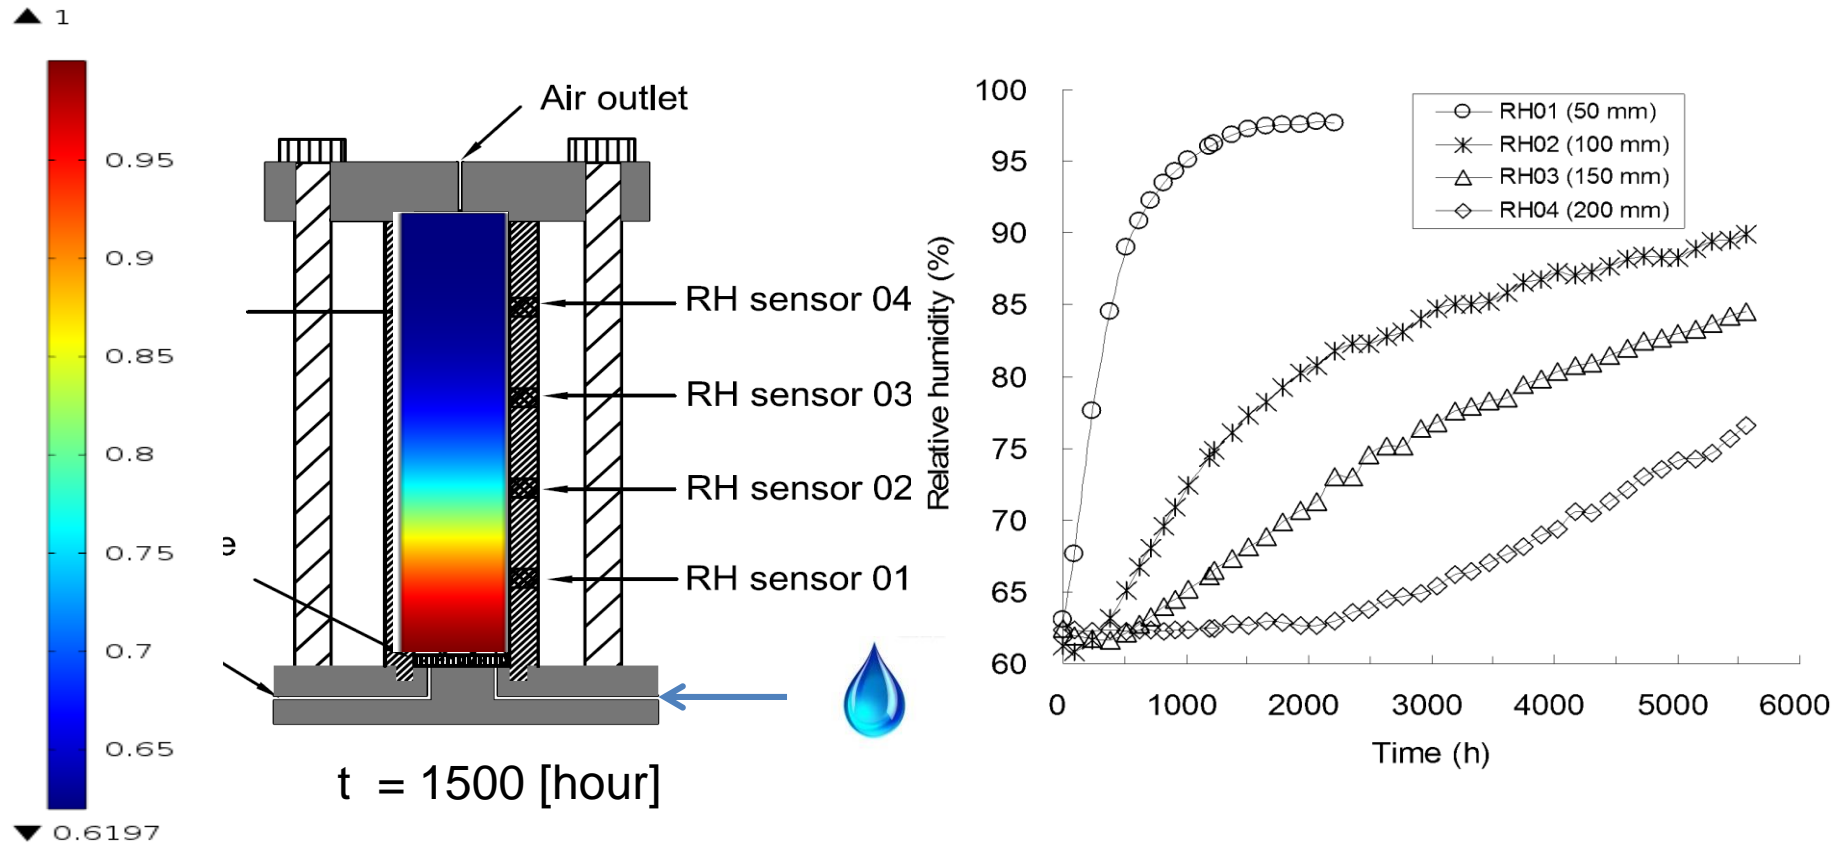 1
0.95
0.9
0.85
0.8
0.75
0.7
0.65
0.6197
Air outlet
RH sensor 04
RH sensor 03
RH sensor 02
RH sensor 01
t = 1500 [hour]
Relative humidity (%)
100
95
90
85
80
75
70
65
60
0 1000 2000 3000 4000 5000 6000
Time (h)
RH01 (50 mm)
RH02 (100 mm)
RH03 (150 mm)
RH04 (200 mm)